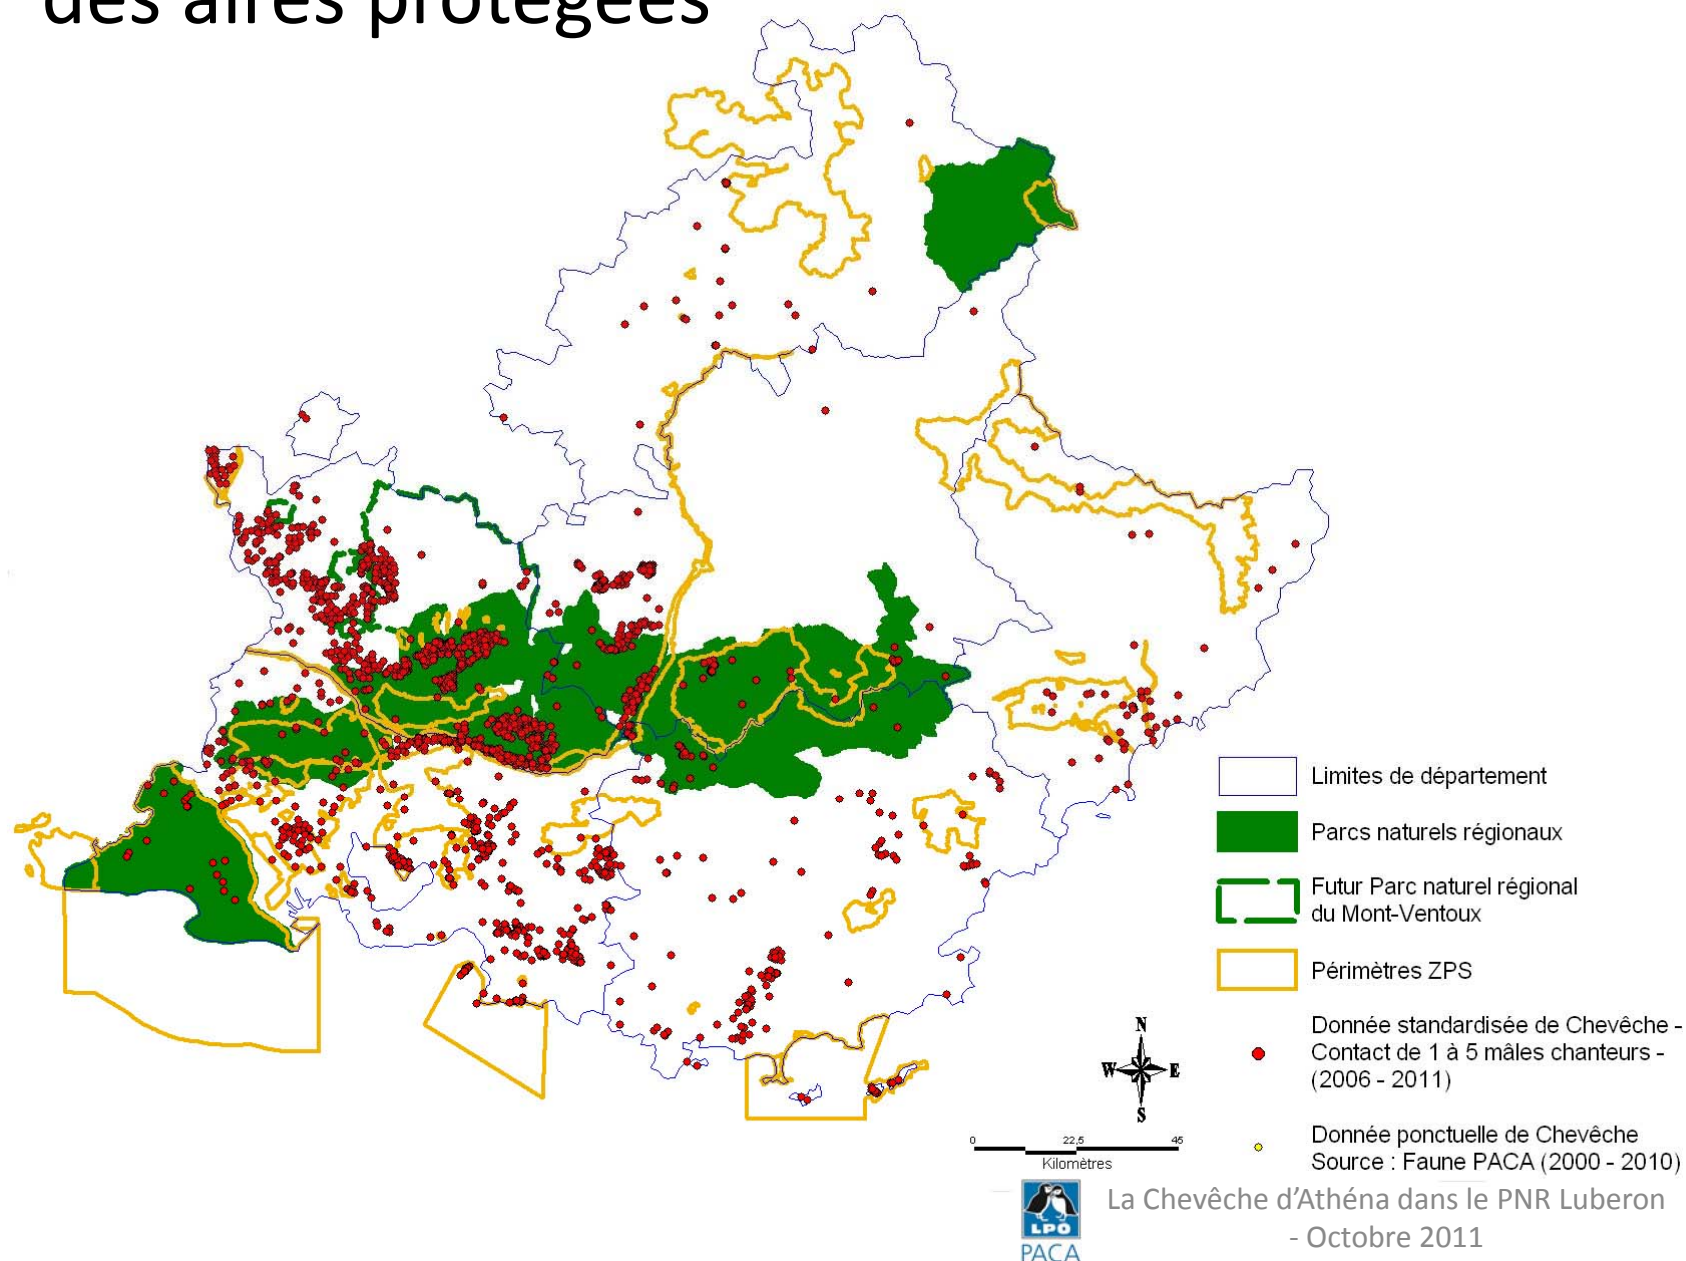 des aires protégées
Limites de département
Parcs naturels régionaux
Futur Parc naturel régional
du Mont-Ventoux
Périmètres ZPS
Donnée standardisée de Chevêche -
Contact de 1 à 5 mâles chanteurs -
(2006 - 2011)
Donnée ponctuelle de Chevêche
Source : Faune PACA (2000 - 2010)
N
W E
S
0 22,5 45
Kilomètres
LPO
PACA
La Chevêche d'Athéna dans le PNR Luberon
- Octobre 2011